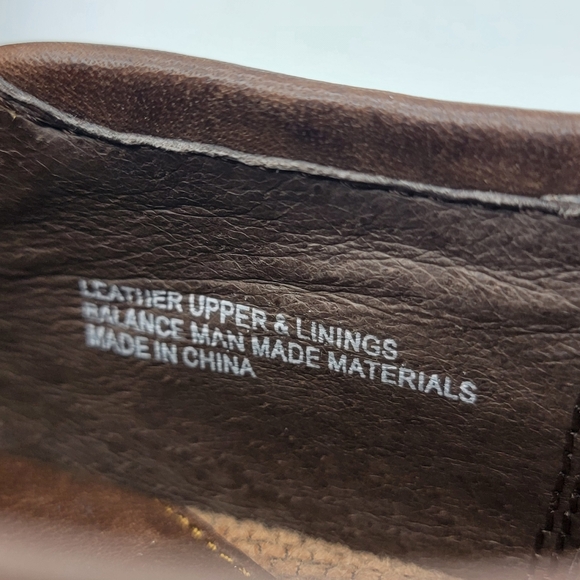 LEATHER UPPER & LININGS
BALANCE MAN MADE MATERIALS
MADE IN CHINA